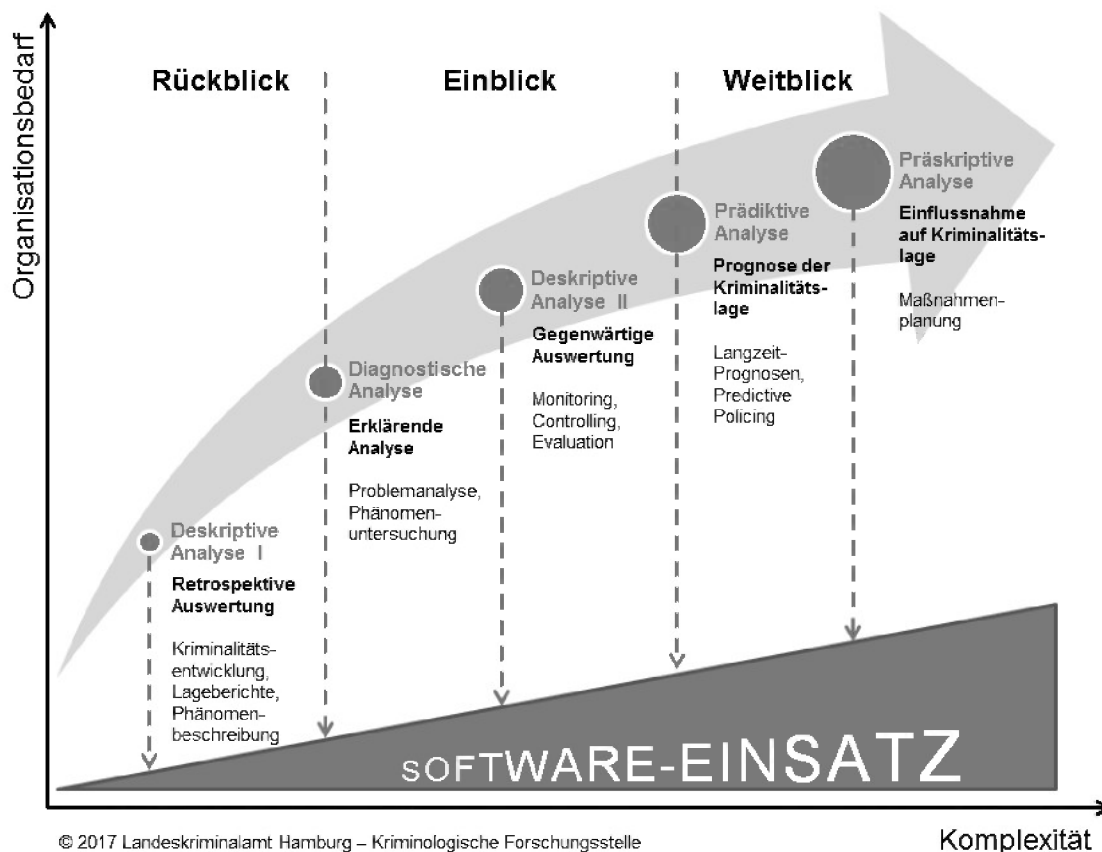 Organisationsbedarf
Rückblick
Einblick
Weitblick
Deskriptive
Analyse I
Retrospektive
Auswertung
Kriminalitäts-
entwicklung,
Lageberichte,
Phänomen-
beschreibung
Diagnostische
Analyse
Erklärende
Analyse
Problemanalyse,
Phänomen-
untersuchung
Deskriptive
Analyse II
Gegenwärtige
Auswertung
Monitoring,
Controlling,
Evaluation
Prädiktive
Analyse
Prognose der
Kriminalitäts-
lage
Langzeit-
Prognosen,
Predictive
Policing
Präskriptive
Analyse
Einflussnahme
auf Kriminalitäts-
lage
Maßnahmen-
planung
SOFTWARE-EINSATZ
© 2017 Landeskriminalamt Hamburg – Kriminologische Forschungsstelle
Komplexität